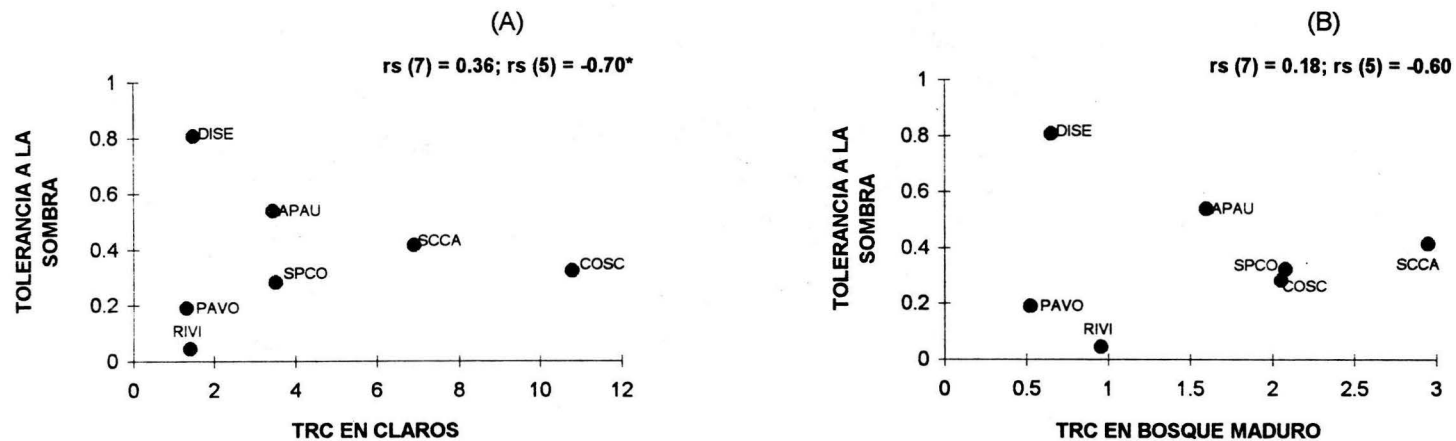 (A)
rs (7) = 0.36; rs (5) = -0.70*
TOLERANCIA A LA
SOMBRA
1
0.8
0.6
0.4
0.2
0
DISE
APAU
SCCA
SPCO
COSC
PAVO
RIVI
0 2 4 6 8 10 12
TRC EN CLAROS
(B)
rs (7) = 0.18; rs (5) = -0.60
TOLERANCIA A LA
SOMBRA
1
0.8
0.6
0.4
0.2
0
DISE
APAU
SPCO
SCCA
COSC
PAVO
RIVI
0 0.5 1 1.5 2 2.5 3
TRC EN BOSQUE MADURO